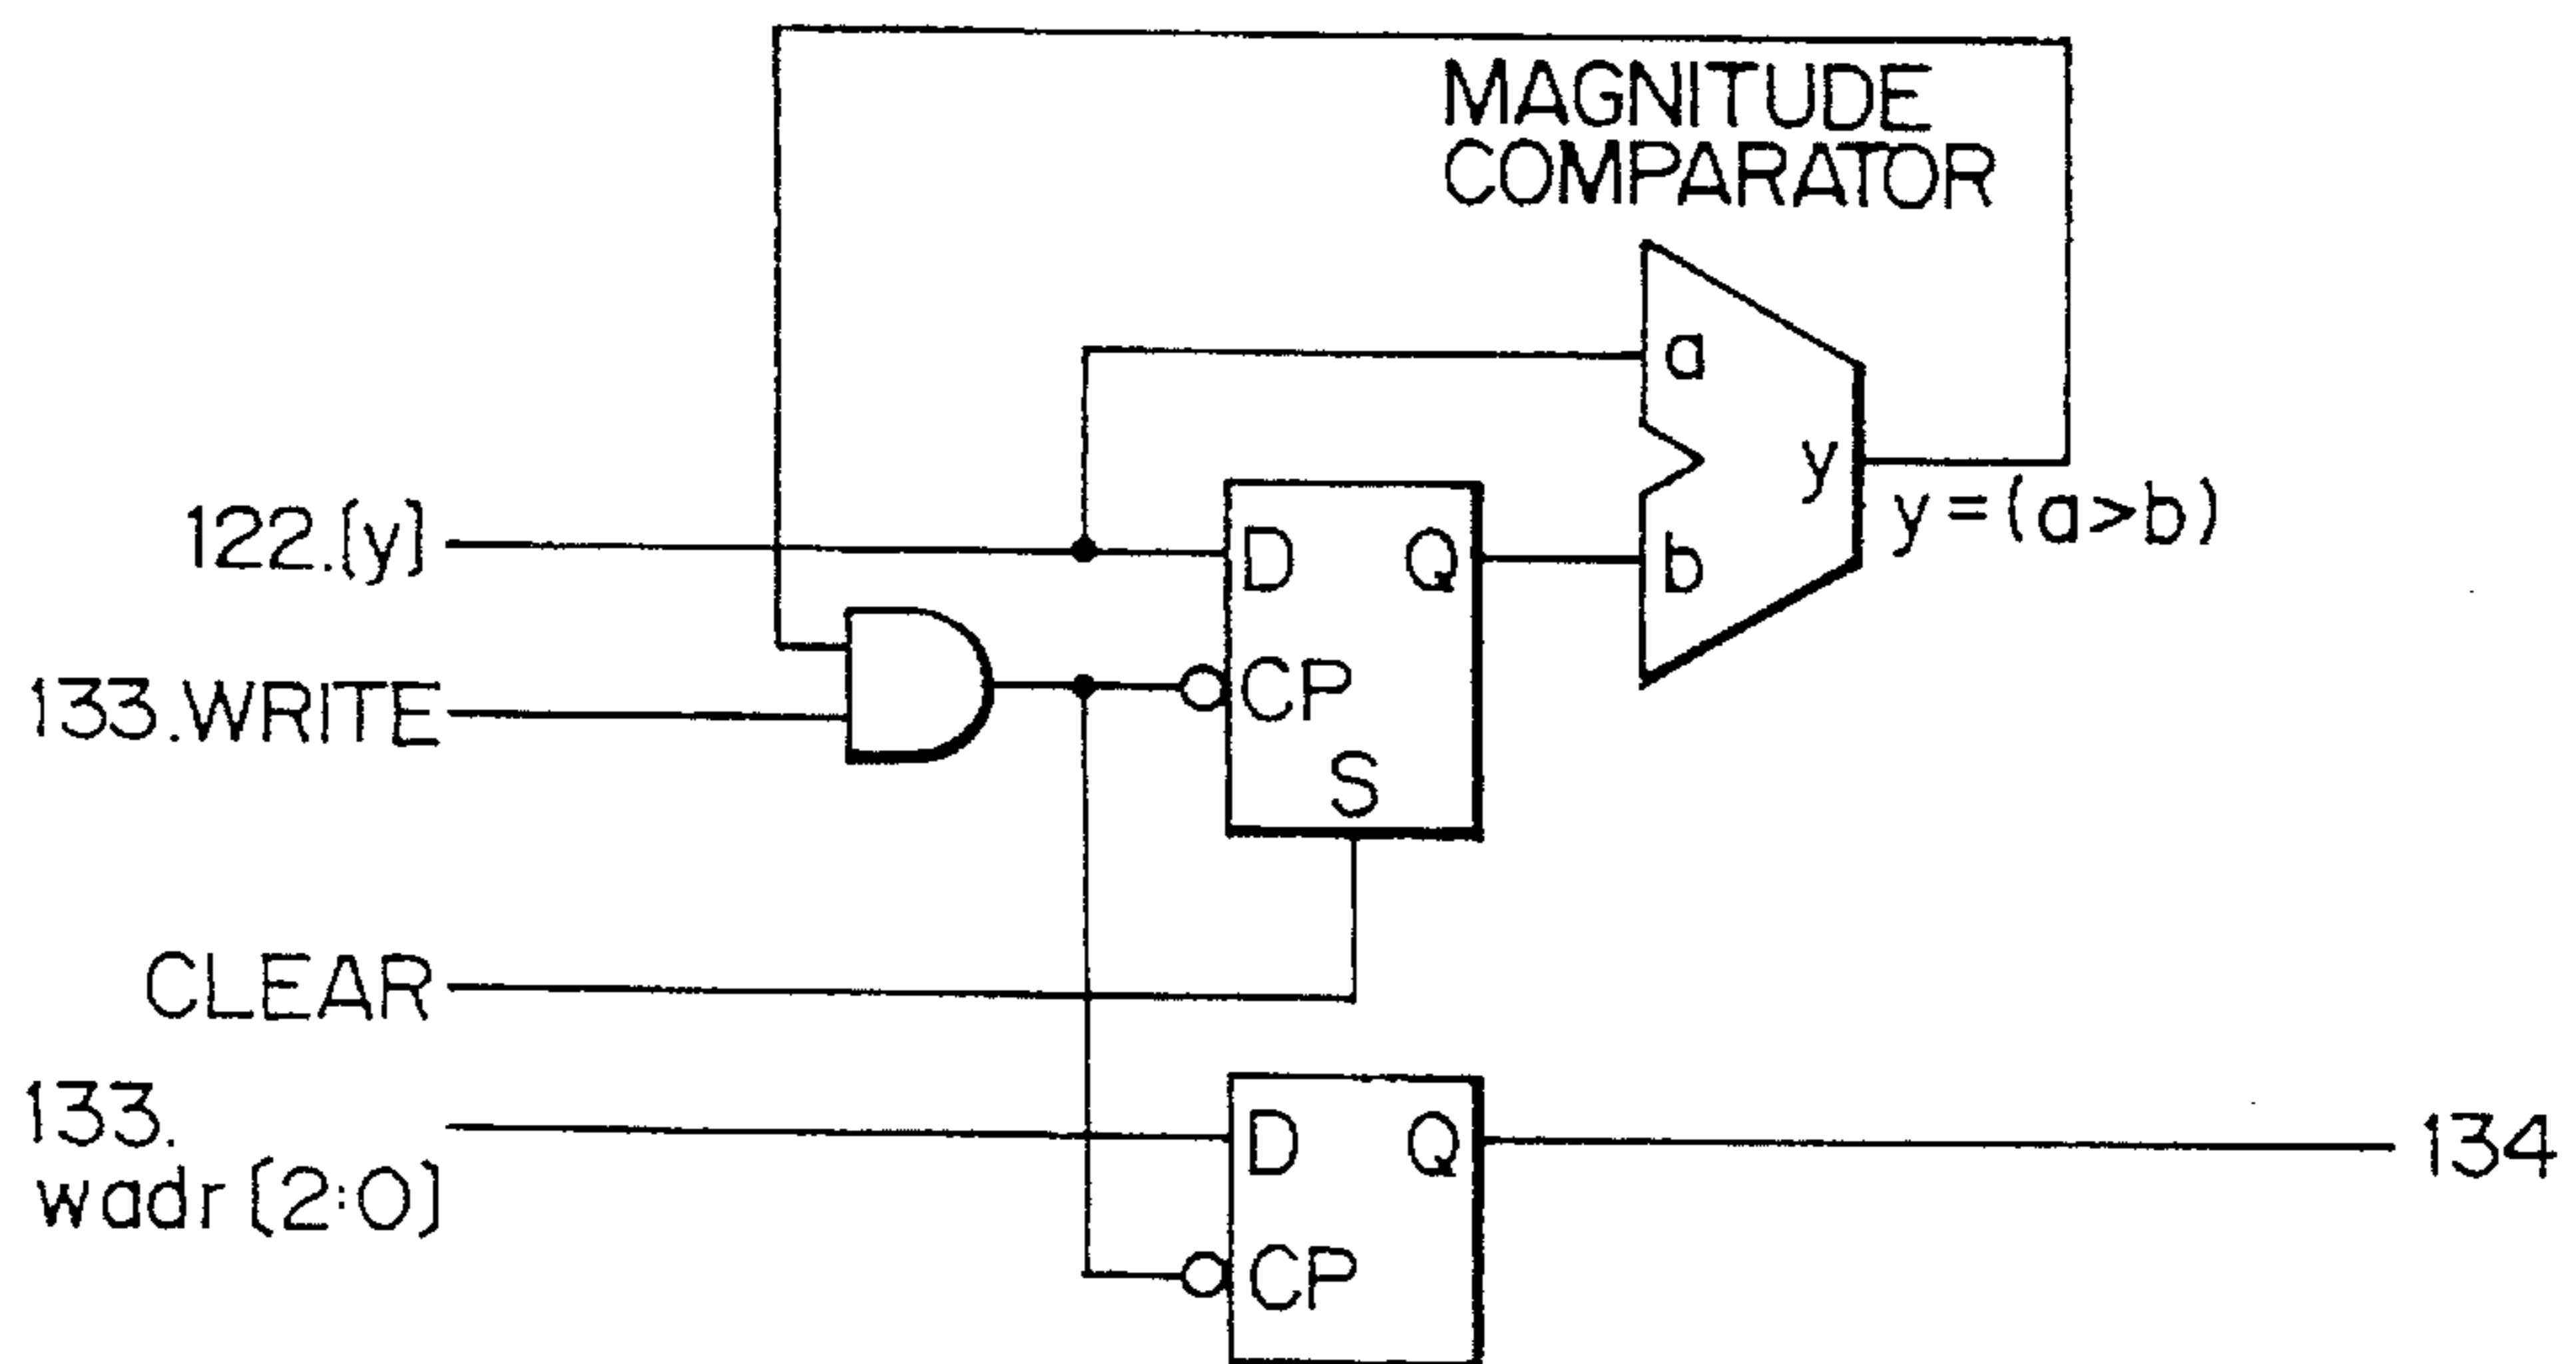 MAGNITUDE
COMPARATOR
a
122.(y)
D
Q
b
y
y=(a>b)
133.WRITE
CP
S
CLEAR
133.
wadr (2:0)
D
Q
134
CP